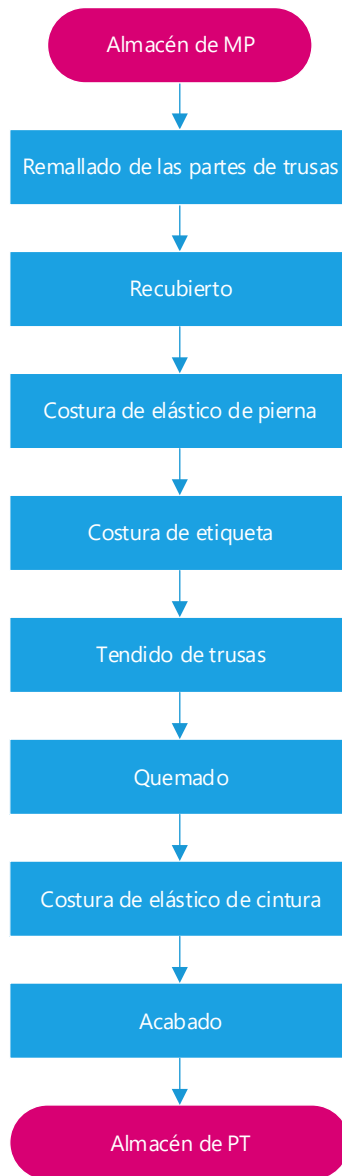 Almacén de MP
Remallado de las partes de trusas
Recubierto
Costura de elástico de pierna
Costura de etiqueta
Tendido de trusas
Quemado
Costura de elástico de cintura
Acabado
Almacén de PT